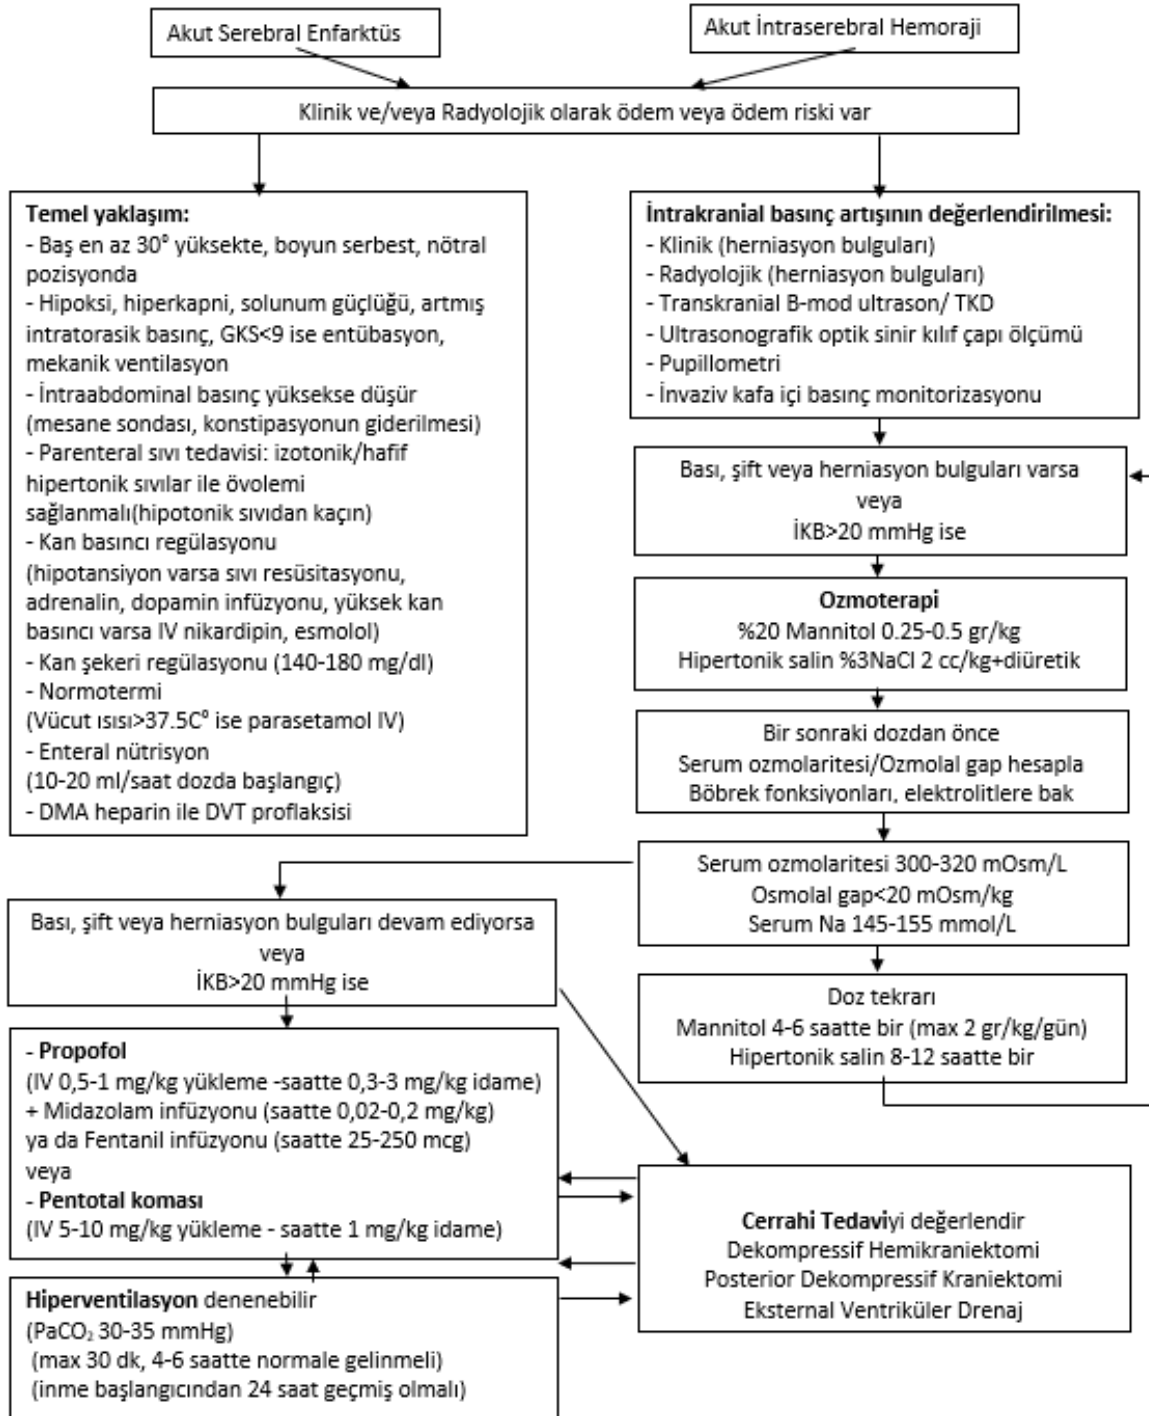 Akut Serebral Enfarktüs
Akut İntraserebral Hemoraji
Klinik ve/veya Radyolojik olarak ödem veya ödem riski var
Temel yaklaşım:
- Baş en az 30⁰ yüksekte, boyun serbest, nötral
pozisyonda
- Hipoksi, hiperkapni, solunum güçlüğü, artmış
intratorasik basınç, GKS<9 ise entübasyon,
mekanik ventilasyon
- İntraabdominal basınç yüksekse düşür
(mesane sondası, konstipasyonun giderilmesi)
- Parenteral sıvı tedavisi: izotonik/hafif
hipertonik sıvılar ile övolemi
sağlanmalı(hipotonik sıvıdan kaçın)
- Kan basıncı regülasyonu
(hipotansiyon varsa sıvı resüsitasyonu,
adrenalin, dopamin infüzyonu, yüksek kan
basıncı varsa IV nikardipin, esmolol)
- Kan şekeri regülasyonu (140-180 mg/dl)
- Normotermi
(Vücut ısısı>37.5C⁰ ise parasetamol IV)
- Enteral nütrisyon
(10-20 ml/saat dozda başlangıç)
- DMA heparin ile DVT proflaksisi
İntrakranial basınç artışının değerlendirilmesi:
- Klinik (herniasyon bulguları)
- Radyolojik (herniasyon bulguları)
- Transkranial B-mod ultrason/ TKD
- Ultrasonografik optik sinir kılıf çapı ölçümü
- Pupillometri
- İnvaziv kafa içi basınç monitorizasyonu
Bası, şift veya herniasyon bulguları varsa
veya
İKB>20 mmHg ise
Ozmoterapi
%20 Mannitol 0.25-0.5 gr/kg
Hipertonik salin %3NaCl 2 cc/kg+diüretik
Bir sonraki dozdan önce
Serum ozmolaritesi/Ozmolal gap hesapla
Böbrek fonksiyonları, elektrolitlere bak
Serum ozmolaritesi 300-320 mOsm/L
Osmolal gap<20 mOsm/kg
Serum Na 145-155 mmol/L
Doz tekrarı
Mannitol 4-6 saatte bir (max 2 gr/kg/gün)
Hipertonik salin 8-12 saatte bir
Bası, şift veya herniasyon bulguları devam ediyorsa
veya
İKB>20 mmHg ise
- Propofol
(IV 0,5-1 mg/kg yükleme -saatte 0,3-3 mg/kg idame)
+ Midazolam infüzyonu (saatte 0,02-0,2 mg/kg)
ya da Fentanil infüzyonu (saatte 25-250 mcg)
veya
- Pentotal koması
(IV 5-10 mg/kg yükleme - saatte 1 mg/kg idame)
Cerrahi Tedaviyi değerlendir
Dekompressif Hemikraniektomi
Posterior Dekompressif Kraniektomi
Eksternal Ventriküler Drenaj
Hiperventilasyon denenebilir
(PaCO₂ 30-35 mmHg)
(max 30 dk, 4-6 saatte normale gelinmeli)
(inme başlangıcından 24 saat geçmiş olmalı)